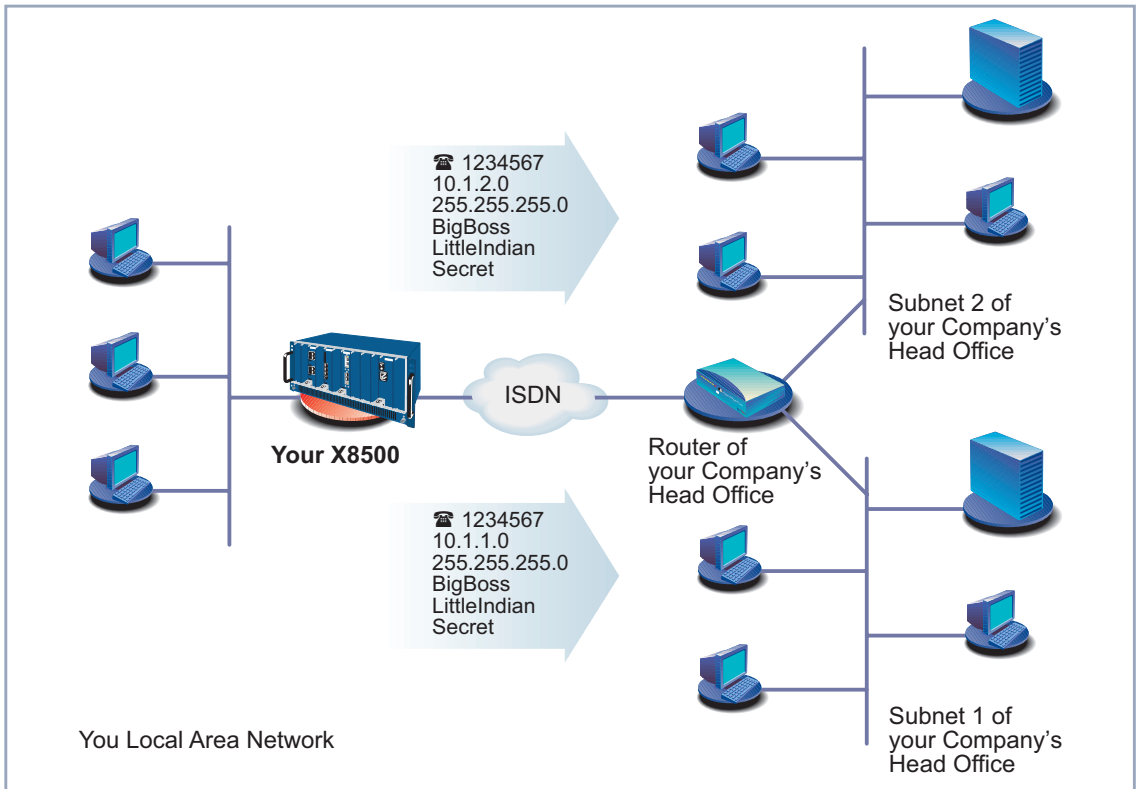 ☎ 1234567
10.1.2.0
255.255.255.0
BigBoss
LittleIndian
Secret
Subnet 2 of
your Company's
Head Office
ISDN
Your X8500
Router of
your Company's
Head Office
☎ 1234567
10.1.1.0
255.255.255.0
BigBoss
LittleIndian
Secret
Subnet 1 of
your Company's
Head Office
You Local Area Network